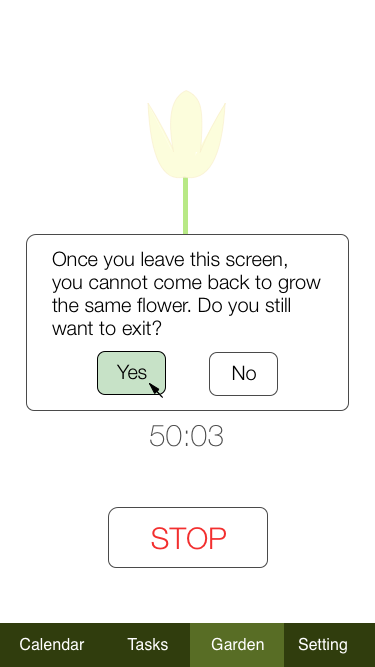 Once you leave this screen,
you cannot come back to grow
the same flower. Do you still
want to exit?
Yes No
50:03
STOP
Calendar Tasks Garden Setting